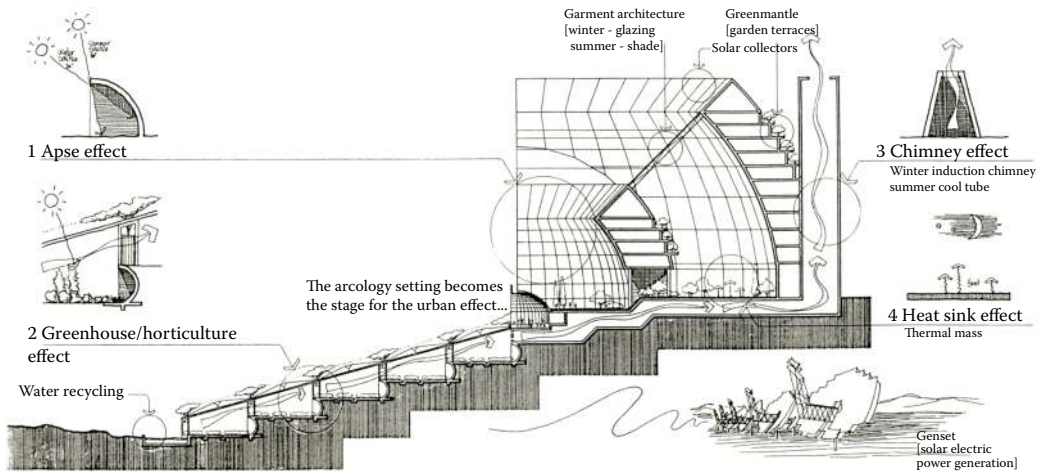 Garment architecture
[winter - glazing
summer - shade]
Greenmantle
[garden terraces]
Solar collectors
1 Apse effect
3 Chimney effect
Winter induction chimney
summer cool tube
The arcology setting becomes
the stage for the urban effect...
2 Greenhouse/horticulture
effect
4 Heat sink effect
Thermal mass
Water recycling
Genset
[solar electric
power generation]